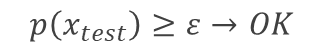 p(x_test) ≥ ε → OK